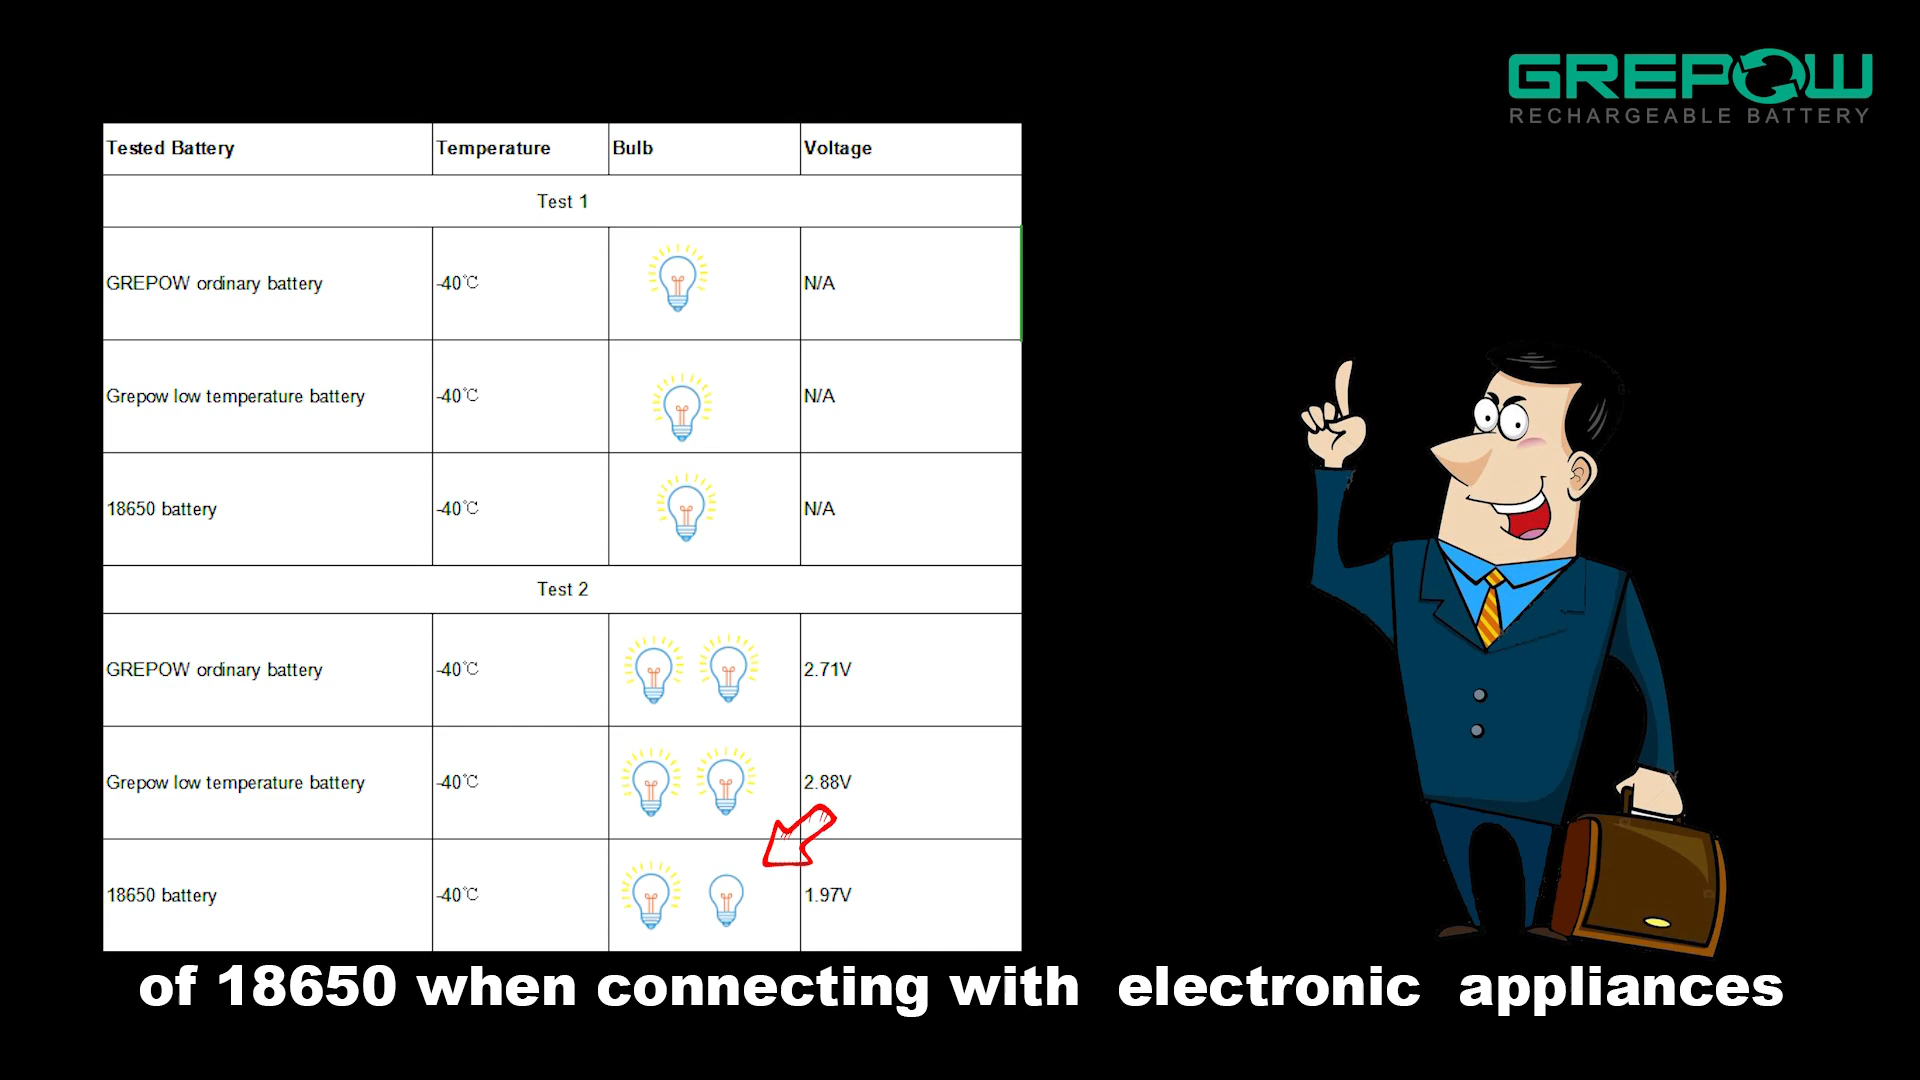 GREPOW
RECHARGEABLE BATTERY
Tested Battery Temperature Bulb Voltage
Test 1
GREPOW ordinary battery -40℃ N/A
Grepow low temperature battery -40℃ N/A
18650 battery -40℃ N/A
Test 2
GREPOW ordinary battery -40℃ 2.71V
Grepow low temperature battery -40℃ 2.88V
18650 battery -40℃ 1.97V
of 18650 when connecting with electronic appliances